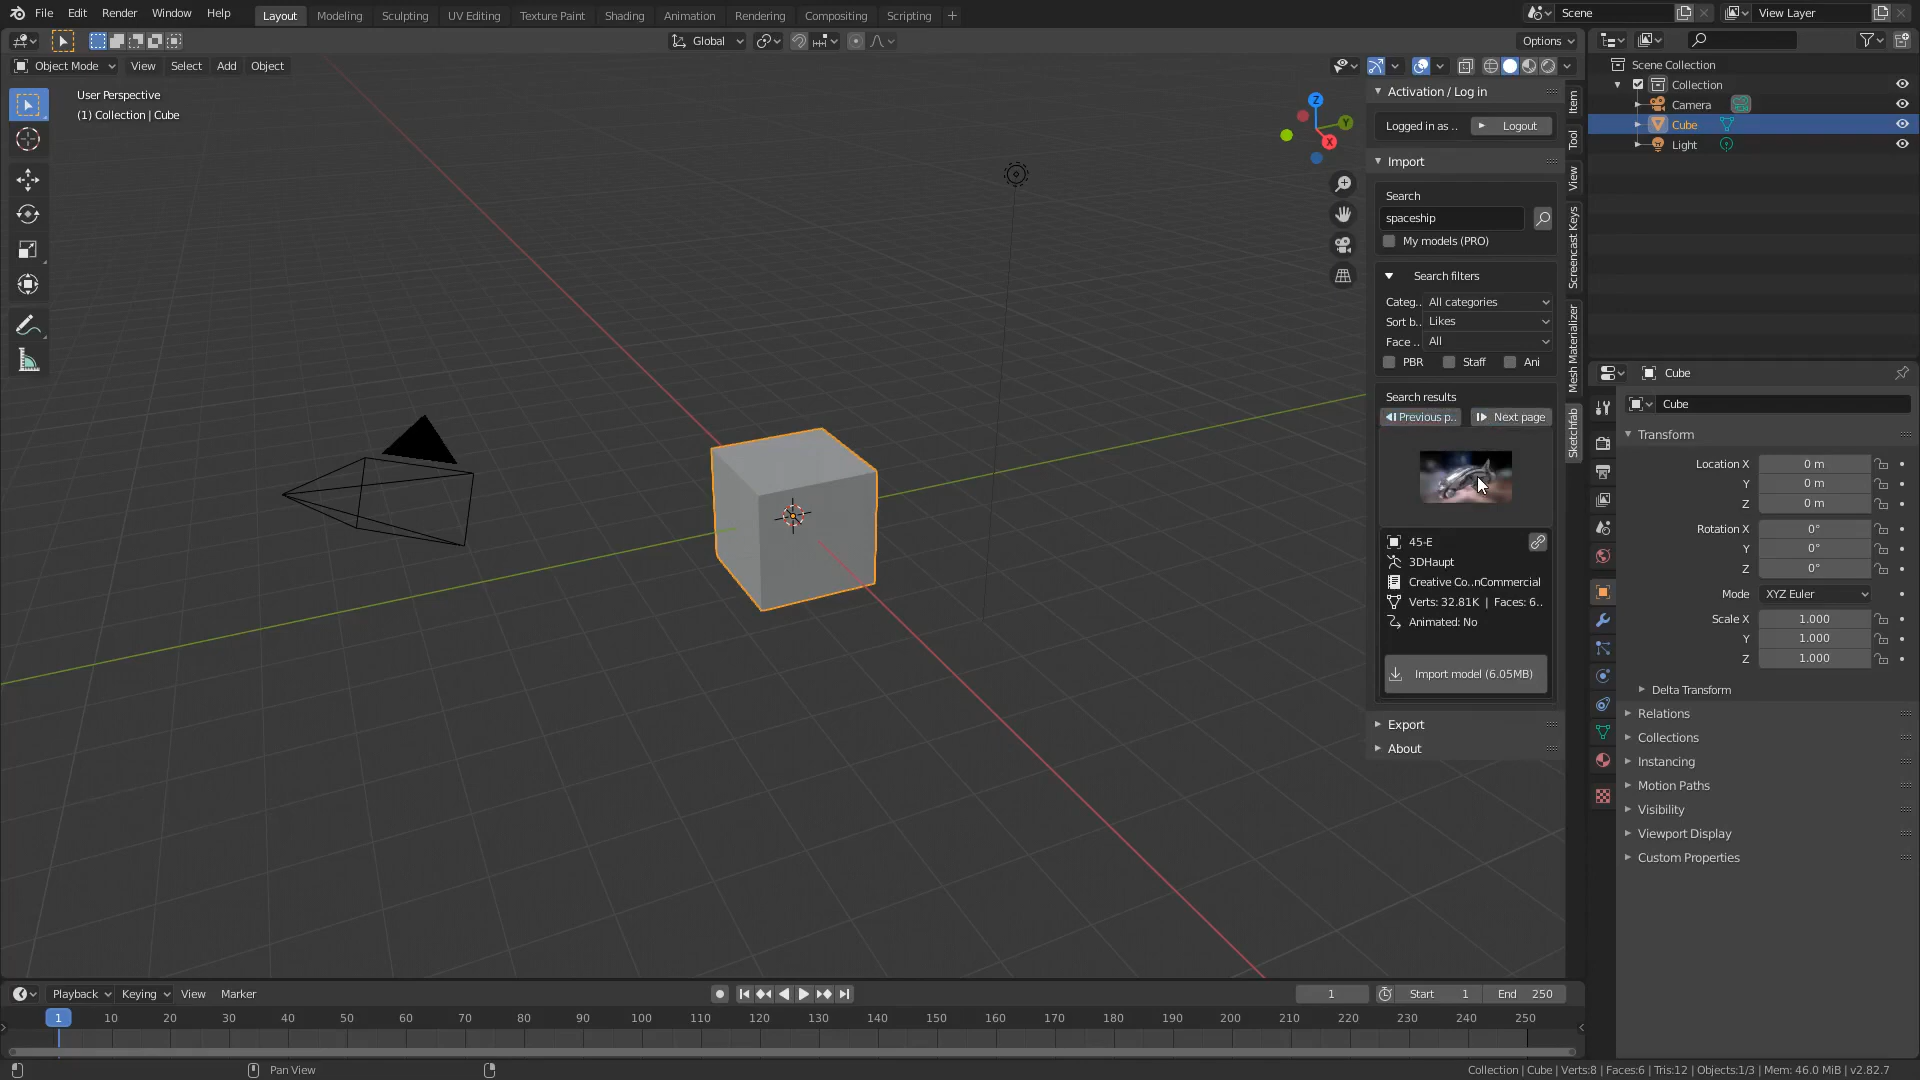 File Edit Render Window Help Layout Modeling Sculpting UV Editing Texture Paint Shading Animation Rendering Compositing Scripting + Scene View Layer
Global Options
Object Mode View Select Add Object
User Perspective
(1) Collection | Cube
Z
Y
X
Activation / Log in
Logged in as .. Logout
Import
Search
spaceship
My models (PRO)
Search filters
Categ.. All categories
Sort b.. Likes
Face .. All
PBR Staff Ani
Search results
Previous p.. Next page
45-E
3DHaupt
Creative Co..nCommercial
Verts: 32.81K | Faces: 6..
Animated: No
Import model (6.05MB)
Export
About
Item
Tool
View
Screencast Keys
Mesh Materializer
Sketchfab
Scene Collection
Collection
Camera
Cube
Light
Cube
Cube
Transform
Location X 0 m
Y 0 m
Z 0 m
Rotation X 0°
Y 0°
Z 0°
Mode XYZ Euler
Scale X 1.000
Y 1.000
Z 1.000
Delta Transform
Relations
Collections
Instancing
Motion Paths
Visibility
Viewport Display
Custom Properties
Playback Keying View Marker 1 Start 1 End 250
1 10 20 30 40 50 60 70 80 90 100 110 120 130 140 150 160 170 180 190 200 210 220 230 240 250
Pan View
Collection | Cube | Verts:8 | Faces:6 | Tris:12 | Objects:1/3 | Mem: 46.0 MiB | v2.82.7